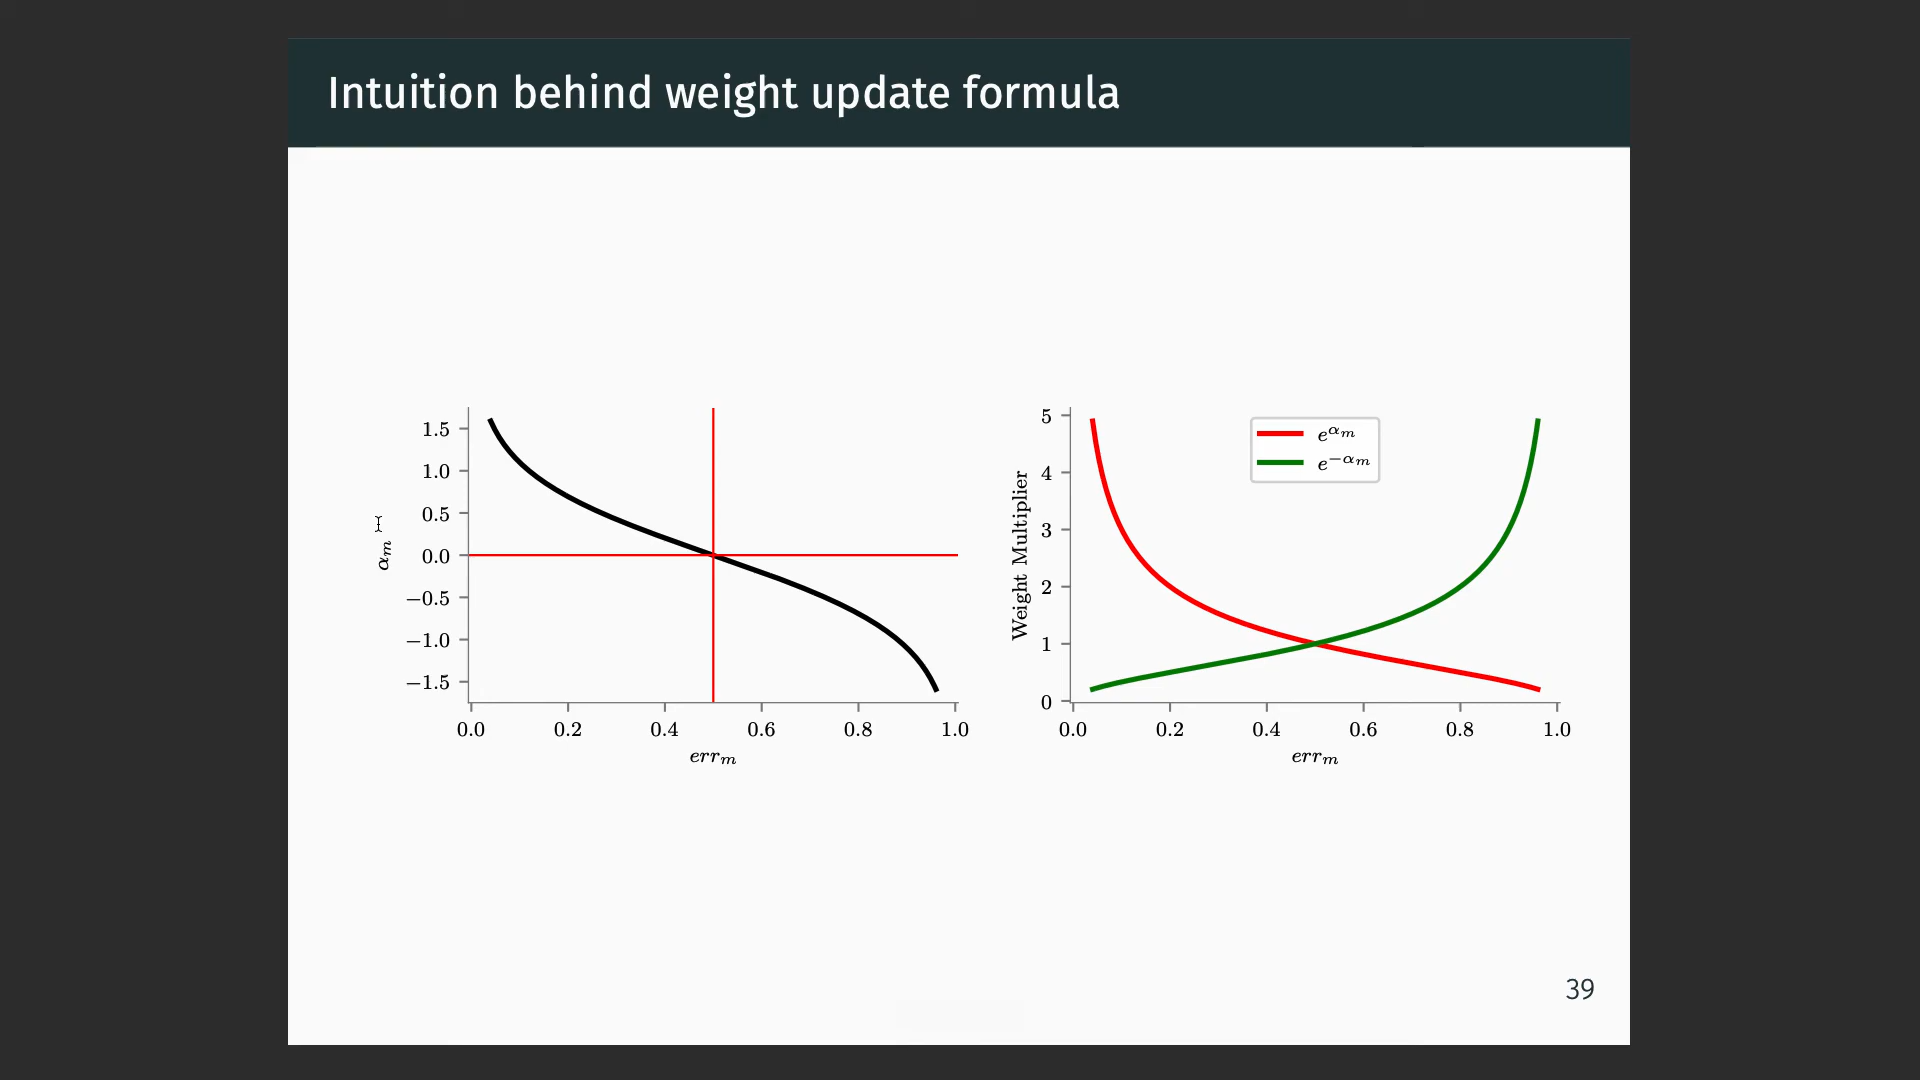 Intuition behind weight update formula
1.5
1.0
0.5
0.0
−0.5
−1.0
−1.5
αₘ
0.0 0.2 0.4 0.6 0.8 1.0
errₘ
5
4
3
2
1
0
Weight Multiplier
e^{αₘ}
e^{−αₘ}
0.0 0.2 0.4 0.6 0.8 1.0
errₘ
39